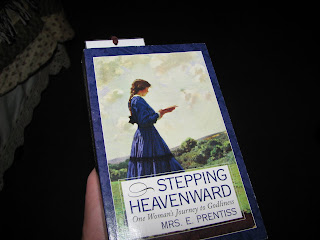 STEPPING
HEAVENWARD
One Woman's Journey to Godliness
MRS. E. PRENTISS